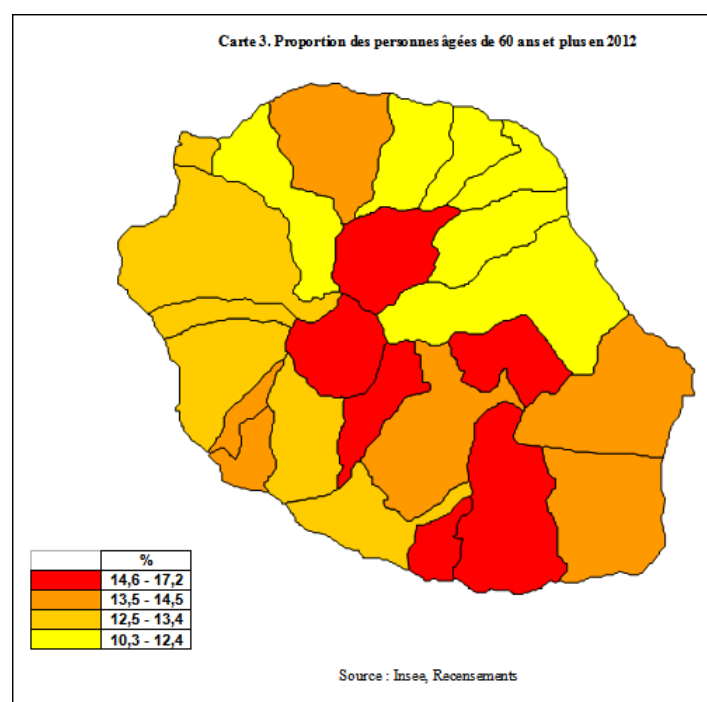 Carte 3. Proportion des personnes âgées de 60 ans et plus en 2012
%
14,6 - 17,2
13,5 - 14,5
12,5 - 13,4
10,3 - 12,4
Source : Insee, Recensements